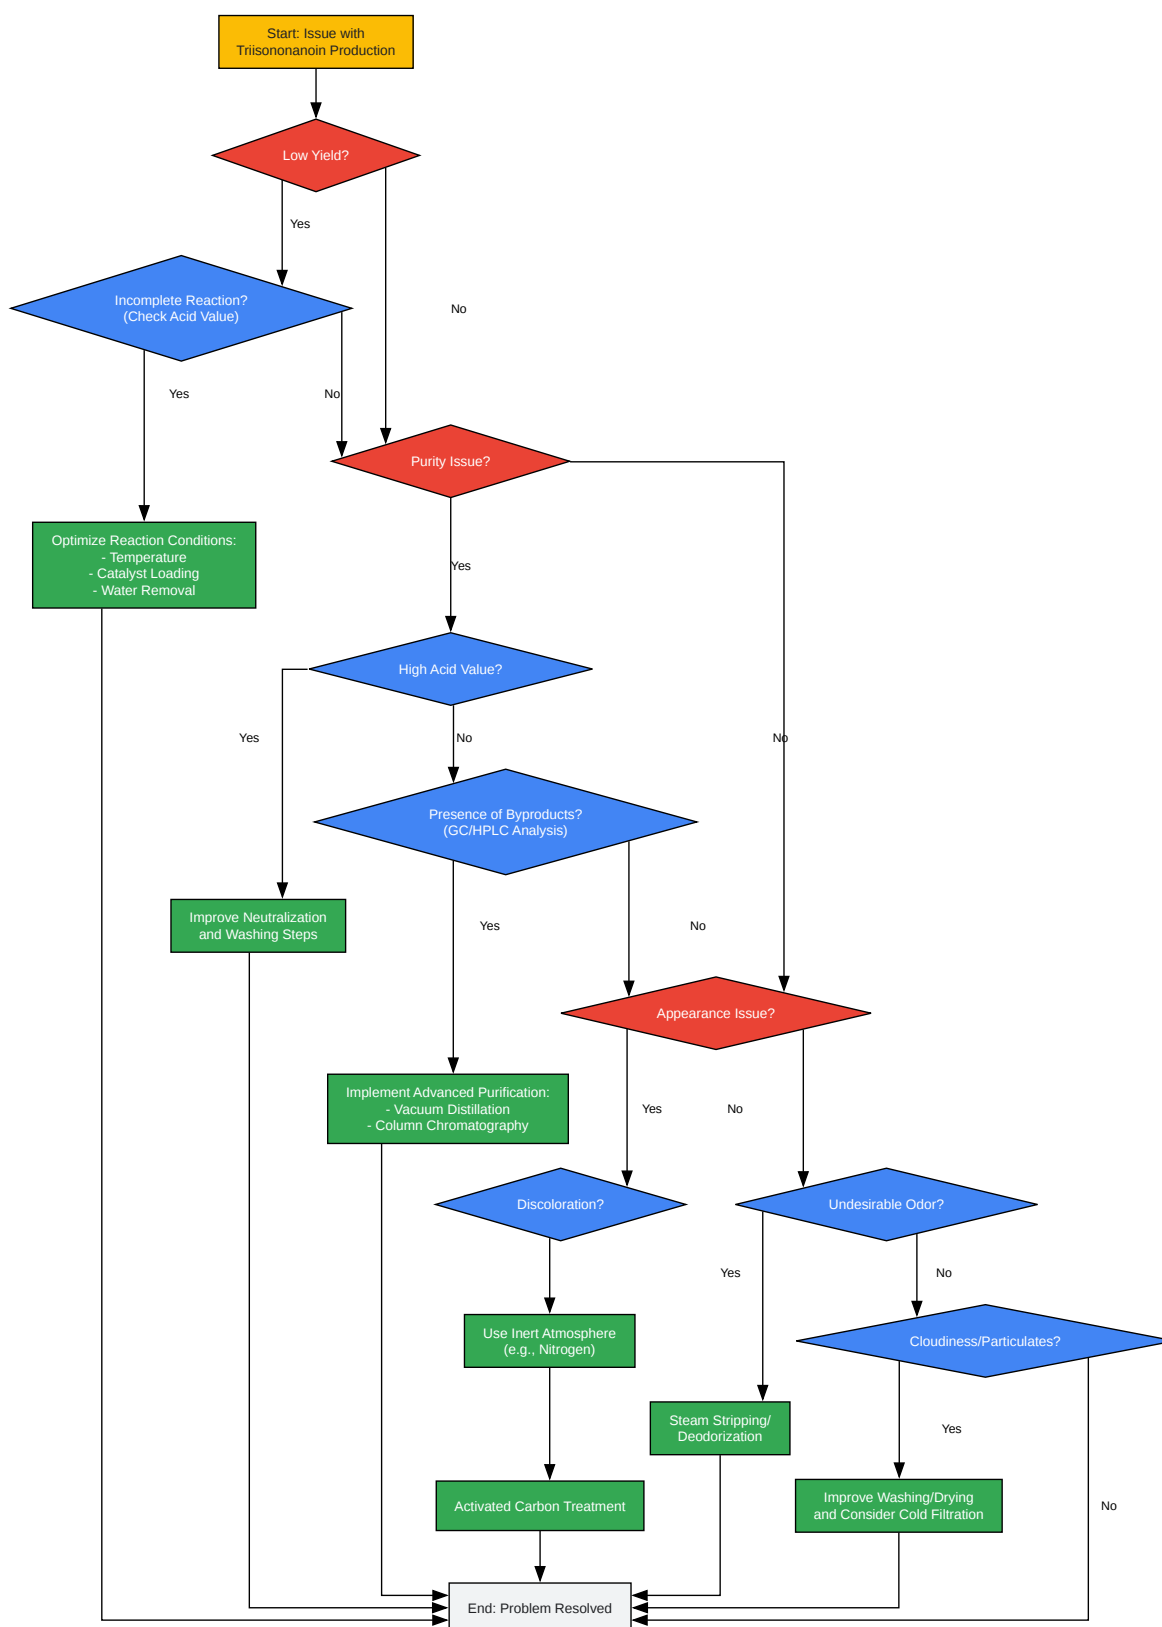 Start: Issue with
Triisononanoin Production
Low Yield?
Yes
Incomplete Reaction?
(Check Acid Value)
No
Yes
No
Purity Issue?
Optimize Reaction Conditions:
- Temperature
- Catalyst Loading
- Water Removal
Yes
High Acid Value?
Yes
No
No
Presence of Byproducts?
(GC/HPLC Analysis)
Improve Neutralization
and Washing Steps
Yes
No
Appearance Issue?
Implement Advanced Purification:
- Vacuum Distillation
- Column Chromatography
Yes
No
Discoloration?
Undesirable Odor?
Yes
No
Use Inert Atmosphere
(e.g., Nitrogen)
Cloudiness/Particulates?
Steam Stripping/
Deodorization
Yes
Activated Carbon Treatment
Improve Washing/Drying
and Consider Cold Filtration
No
End: Problem Resolved